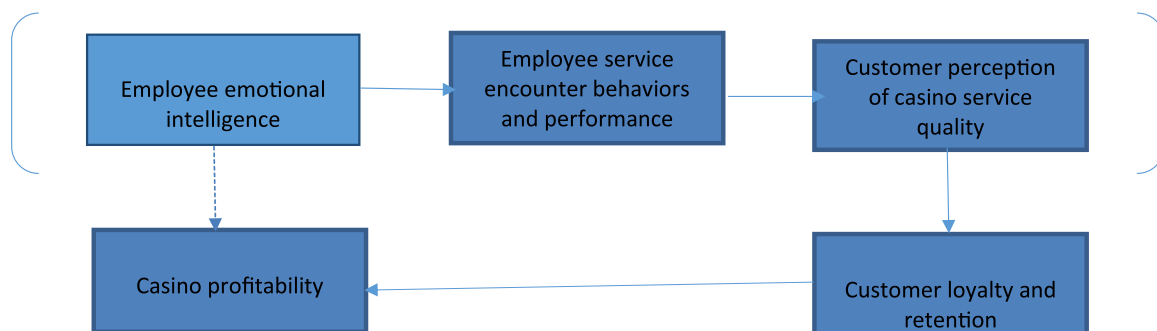 Employee emotional
intelligence
Employee service
encounter behaviors
and performance
Customer perception
of casino service
quality
Casino profitability
Customer loyalty and
retention